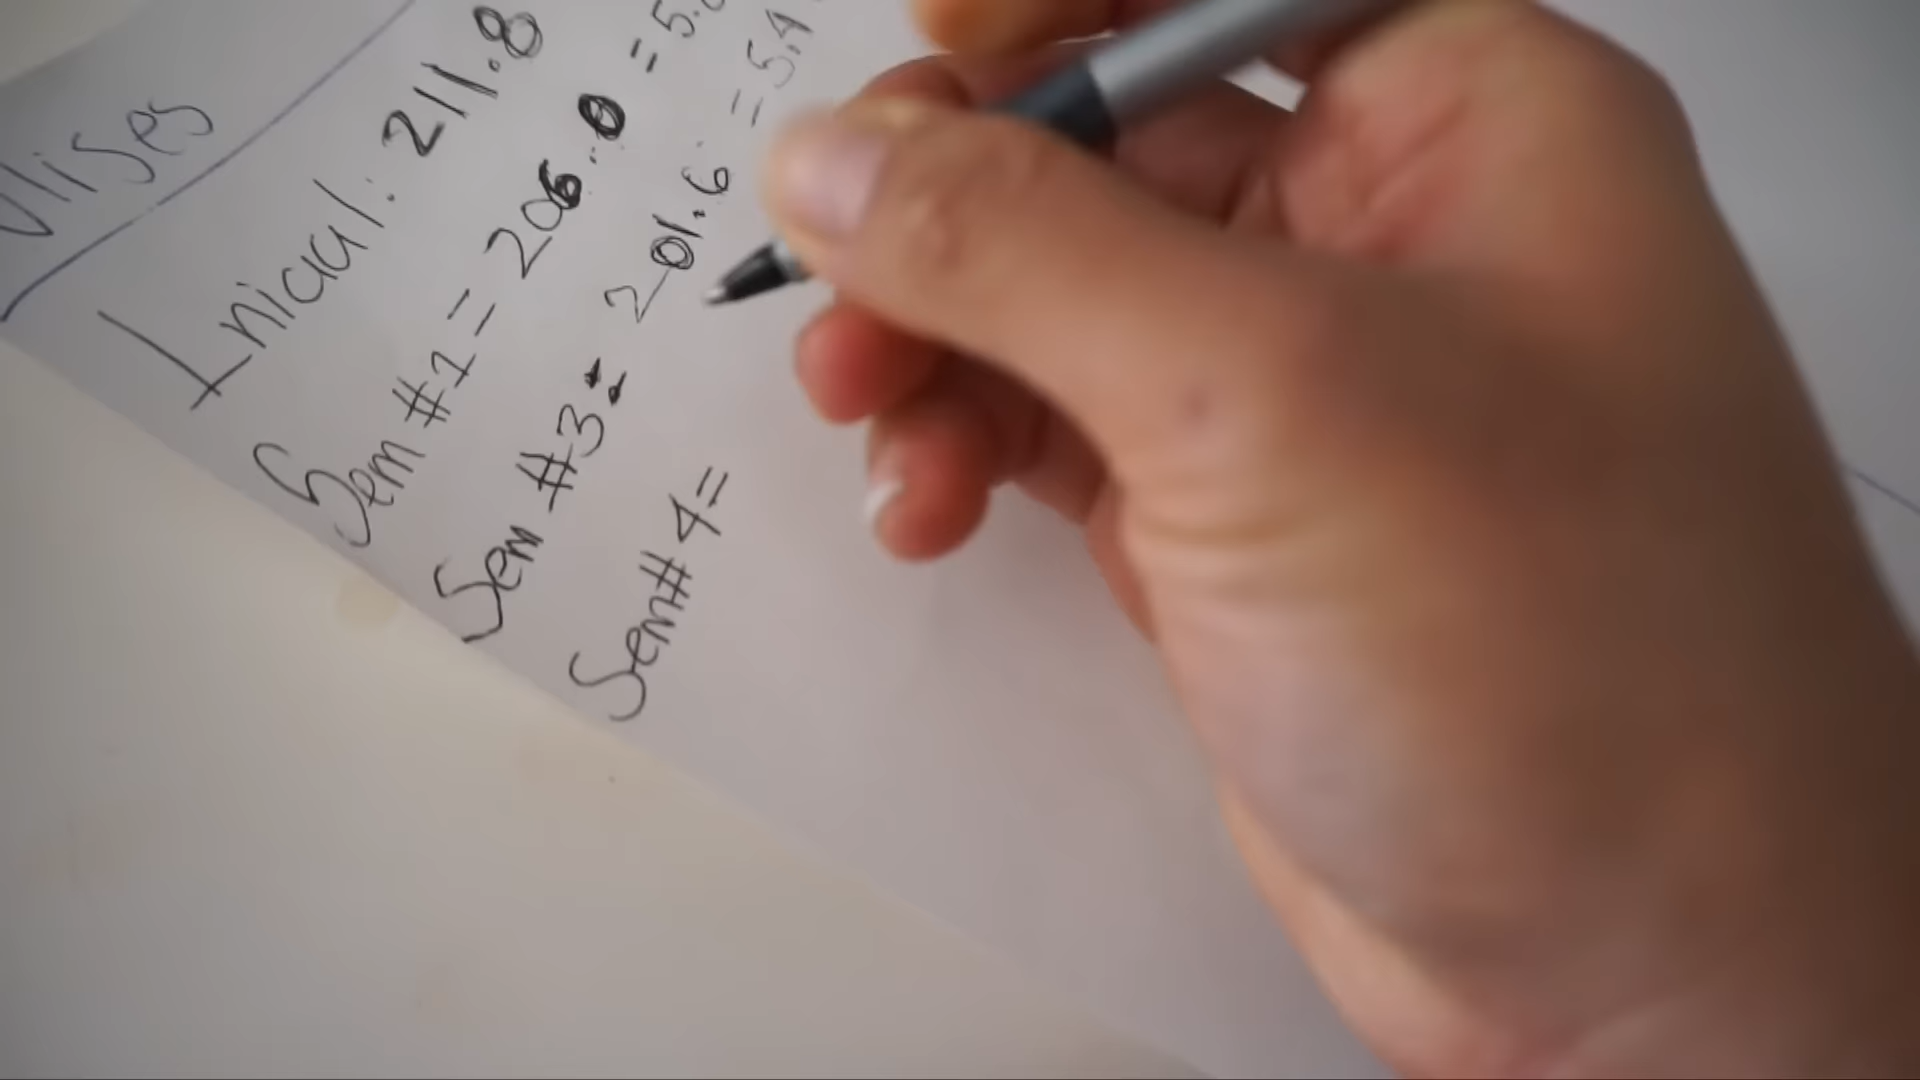 Ulises
Inicial: 211.8
Sem #1 = 206.0 = 5.
Sem #3: 201.6 = 5.4
Sem # 4 =